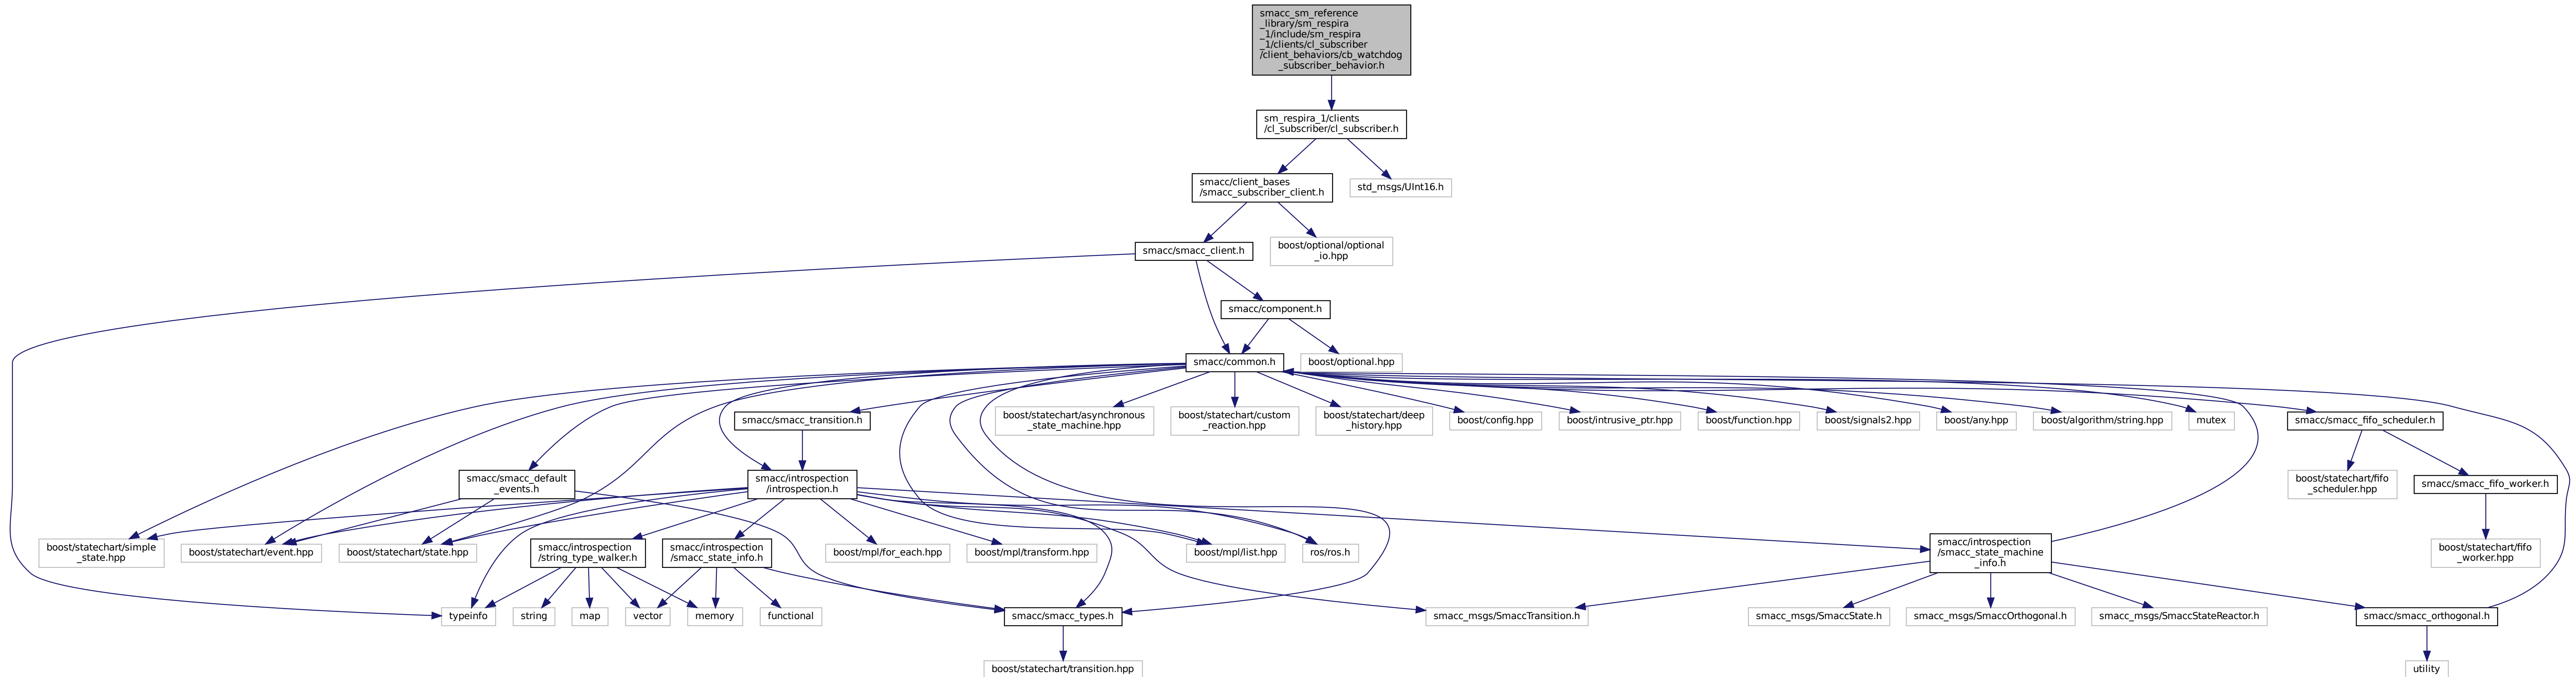 smacc_sm_reference
_library/sm_respira
_1/include/sm_respira
_1/clients/cl_subscriber
/client_behaviors/cb_watchdog
_subscriber_behavior.h
sm_respira_1/clients
/cl_subscriber/cl_subscriber.h
smacc/client_bases
/smacc_subscriber_client.h
std_msgs/UInt16.h
smacc/smacc_client.h
boost/optional/optional
_io.hpp
smacc/component.h
smacc/common.h
boost/optional.hpp
smacc/smacc_transition.h
boost/statechart/asynchronous
_state_machine.hpp
boost/statechart/custom
_reaction.hpp
boost/statechart/deep
_history.hpp
boost/config.hpp
boost/intrusive_ptr.hpp
boost/function.hpp
boost/signals2.hpp
boost/any.hpp
boost/algorithm/string.hpp
mutex
smacc/smacc_fifo_scheduler.h
smacc/smacc_default
_events.h
smacc/introspection
/introspection.h
boost/statechart/fifo
_scheduler.hpp
smacc/smacc_fifo_worker.h
boost/statechart/simple
_state.hpp
boost/statechart/event.hpp
boost/statechart/state.hpp
smacc/introspection
/string_type_walker.h
smacc/introspection
/smacc_state_info.h
boost/mpl/for_each.hpp
boost/mpl/transform.hpp
boost/mpl/list.hpp
ros/ros.h
smacc/introspection
/smacc_state_machine
_info.h
boost/statechart/fifo
_worker.hpp
typeinfo
string
map
vector
memory
functional
smacc/smacc_types.h
smacc_msgs/SmaccTransition.h
smacc_msgs/SmaccState.h
smacc_msgs/SmaccOrthogonal.h
smacc_msgs/SmaccStateReactor.h
smacc/smacc_orthogonal.h
boost/statechart/transition.hpp
utility